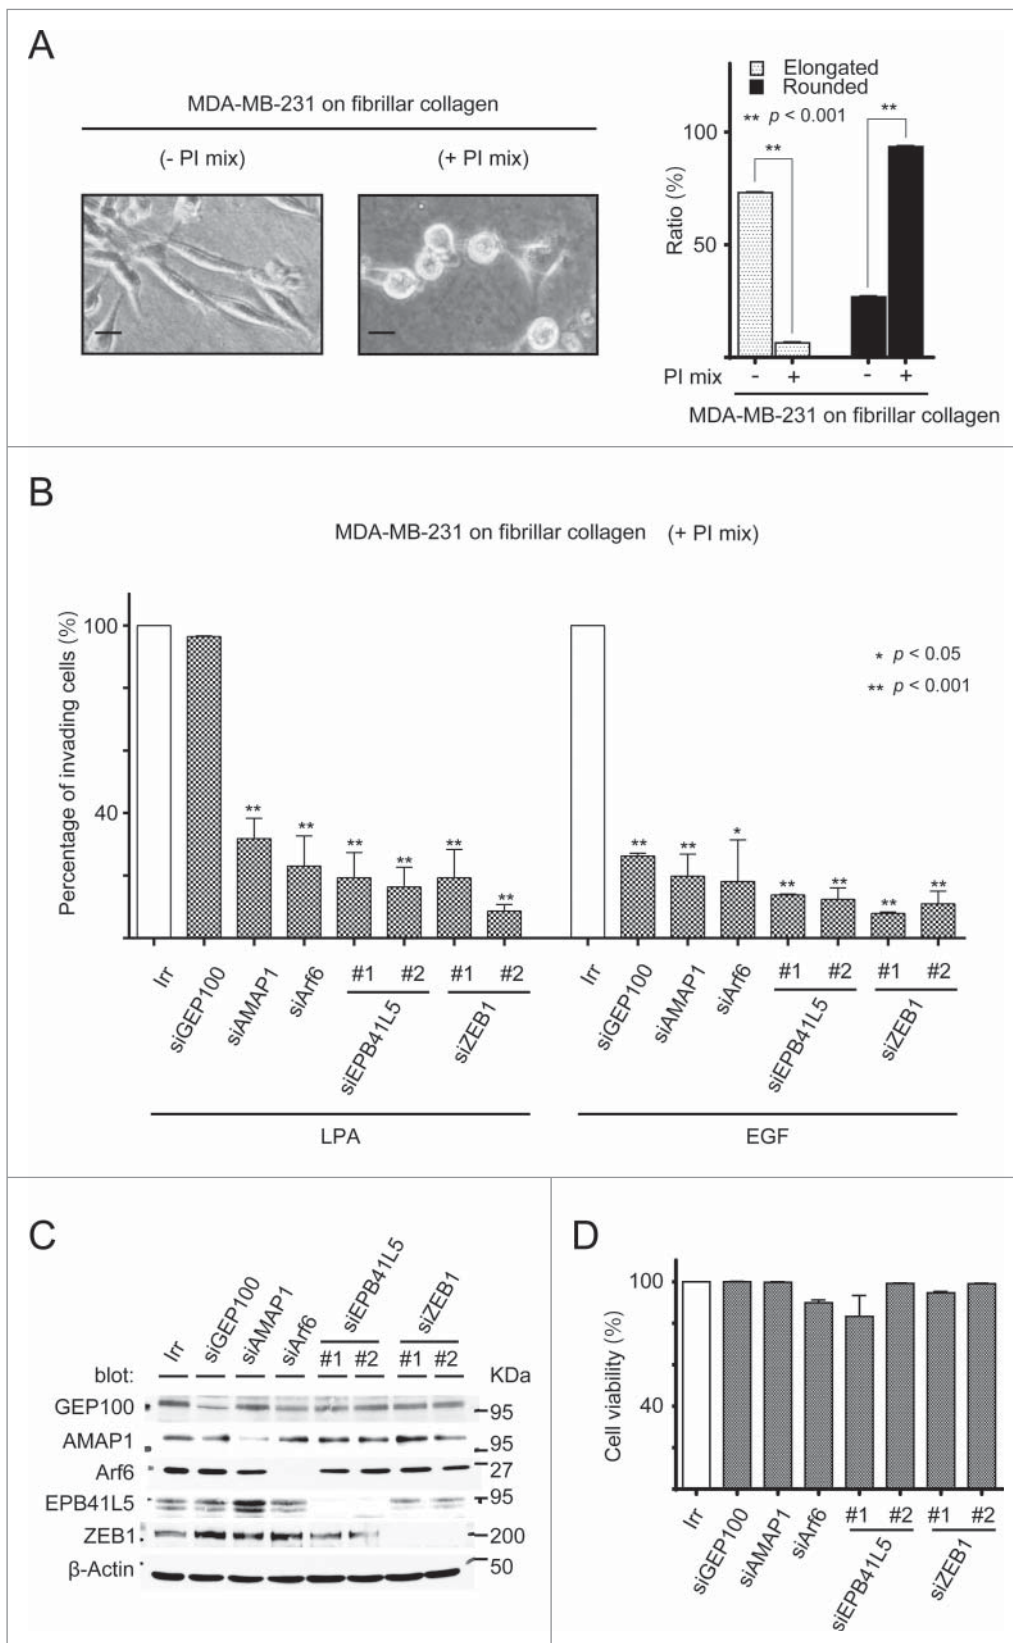 A
MDA-MB-231 on fibrillar collagen
(- PI mix)
(+ PI mix)
Elongated
Rounded
** p < 0.001
**
**
100
50
Ratio (%)
PI mix - + - +
MDA-MB-231 on fibrillar collagen
B
MDA-MB-231 on fibrillar collagen (+ PI mix)
Percentage of invading cells (%)
100
40
* p < 0.05
** p < 0.001
** ** ** ** ** **
** ** * ** ** ** **
Irr siGEP100 siAMAP1 siArf6 #1 #2 #1 #2
siEPB41L5 siZEB1
LPA
Irr siGEP100 siAMAP1 siArf6 #1 #2 #1 #2
siEPB41L5 siZEB1
EGF
C
siEPB41L5 siZEB1
Irr siGEP100 siAMAP1 siArf6 #1 #2 #1 #2
blot: KDa
GEP100 95
AMAP1 95
Arf6 27
EPB41L5 95
ZEB1 200
β-Actin 50
D
Cell viability (%)
100
40
Irr siGEP100 siAMAP1 siArf6 #1 #2 #1 #2
siEPB41L5 siZEB1